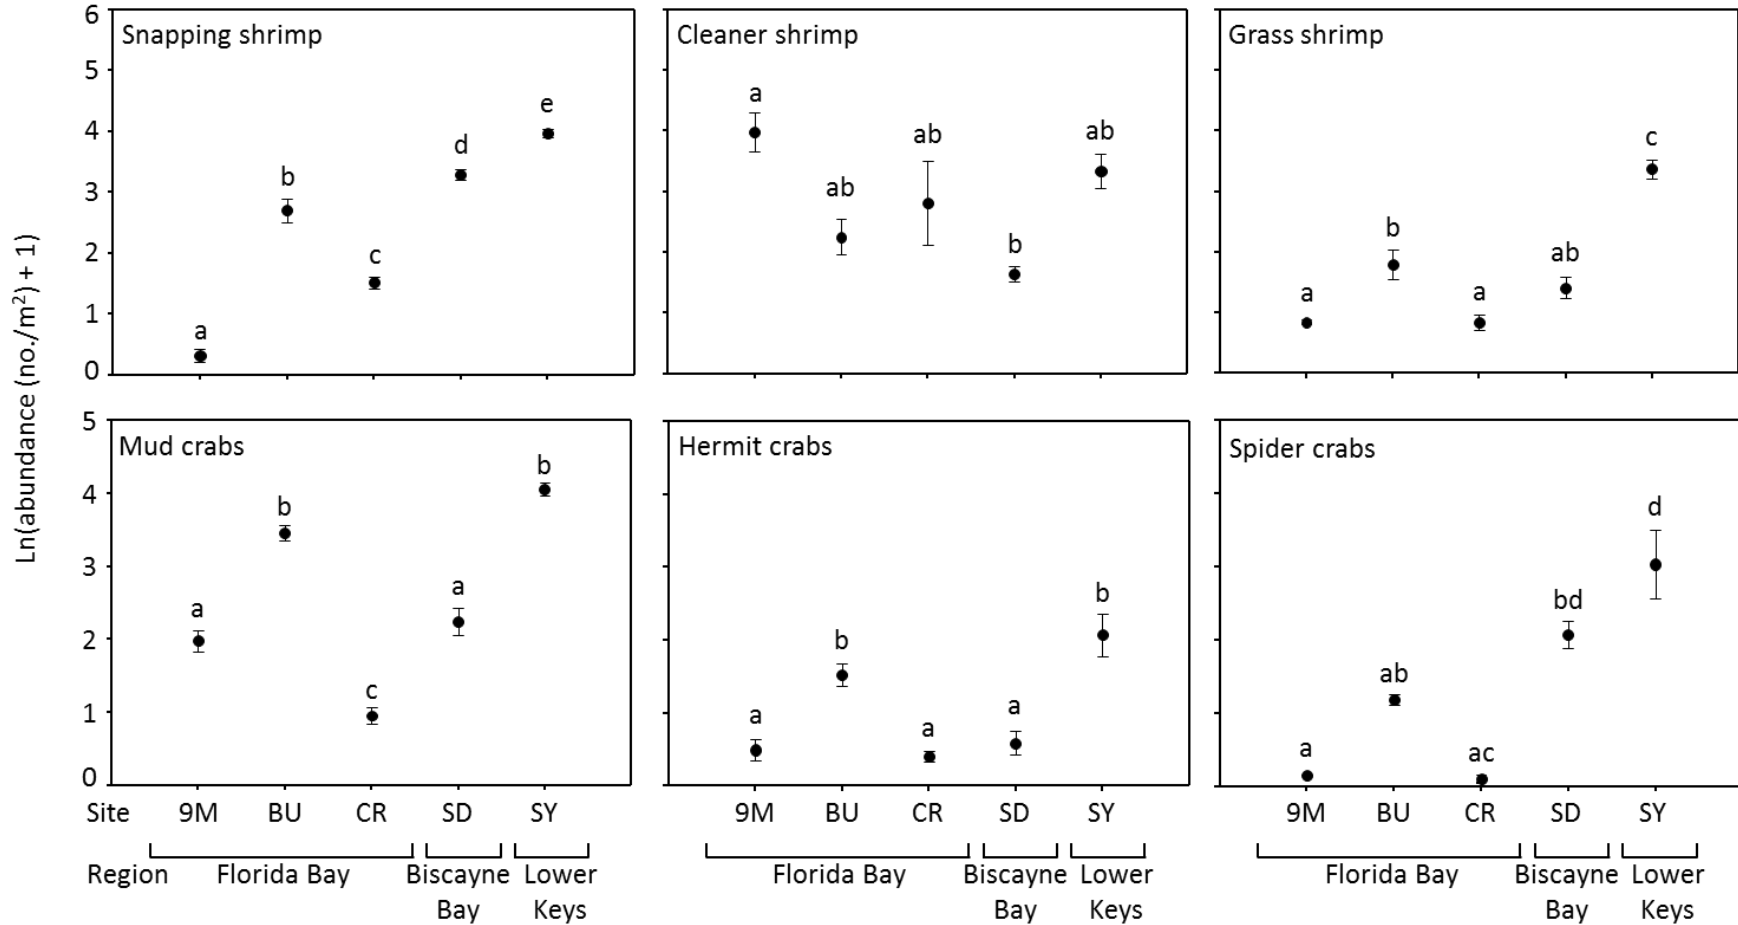 Ln(abundance (no./m²) + 1)
Snapping shrimp
6
5
4
3
2
1
0
a
b
c
d
e
Cleaner shrimp
a
ab
ab
b
ab
Grass shrimp
a
b
a
ab
c
Mud crabs
5
4
3
2
1
0
a
b
c
a
b
Hermit crabs
a
b
a
a
b
Spider crabs
a
ab
ac
bd
d
Site 9M BU CR SD SY 9M BU CR SD SY 9M BU CR SD SY
Region Florida Bay Biscayne Lower Florida Bay Biscayne Lower Florida Bay Biscayne Lower
Bay Keys Bay Keys Bay Keys